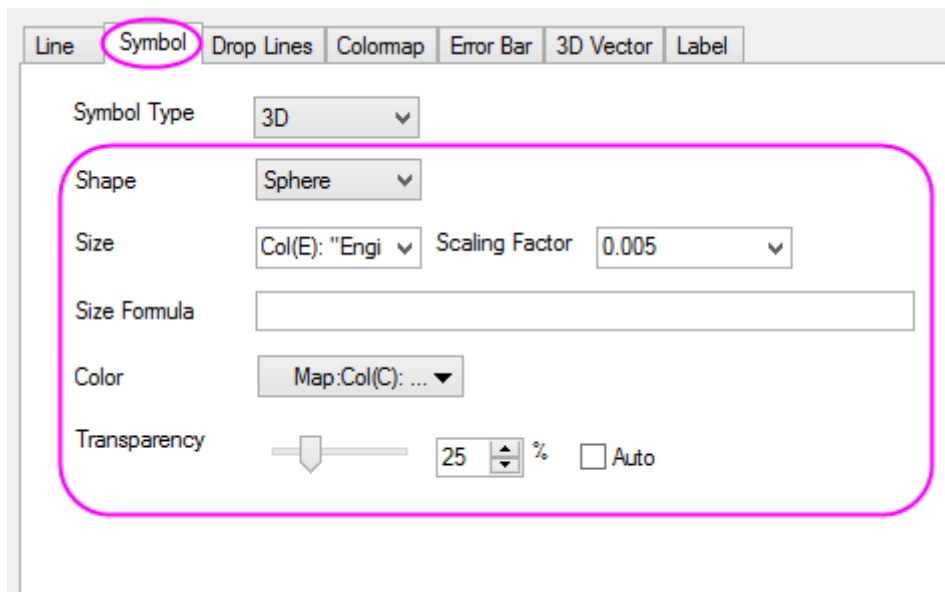 Line Symbol Drop Lines Colormap Error Bar 3D Vector Label
Symbol Type 3D
Shape Sphere
Size Col(E): "Engi Scaling Factor 0.005
Size Formula
Color Map:Col(C): ...
Transparency 25 % Auto